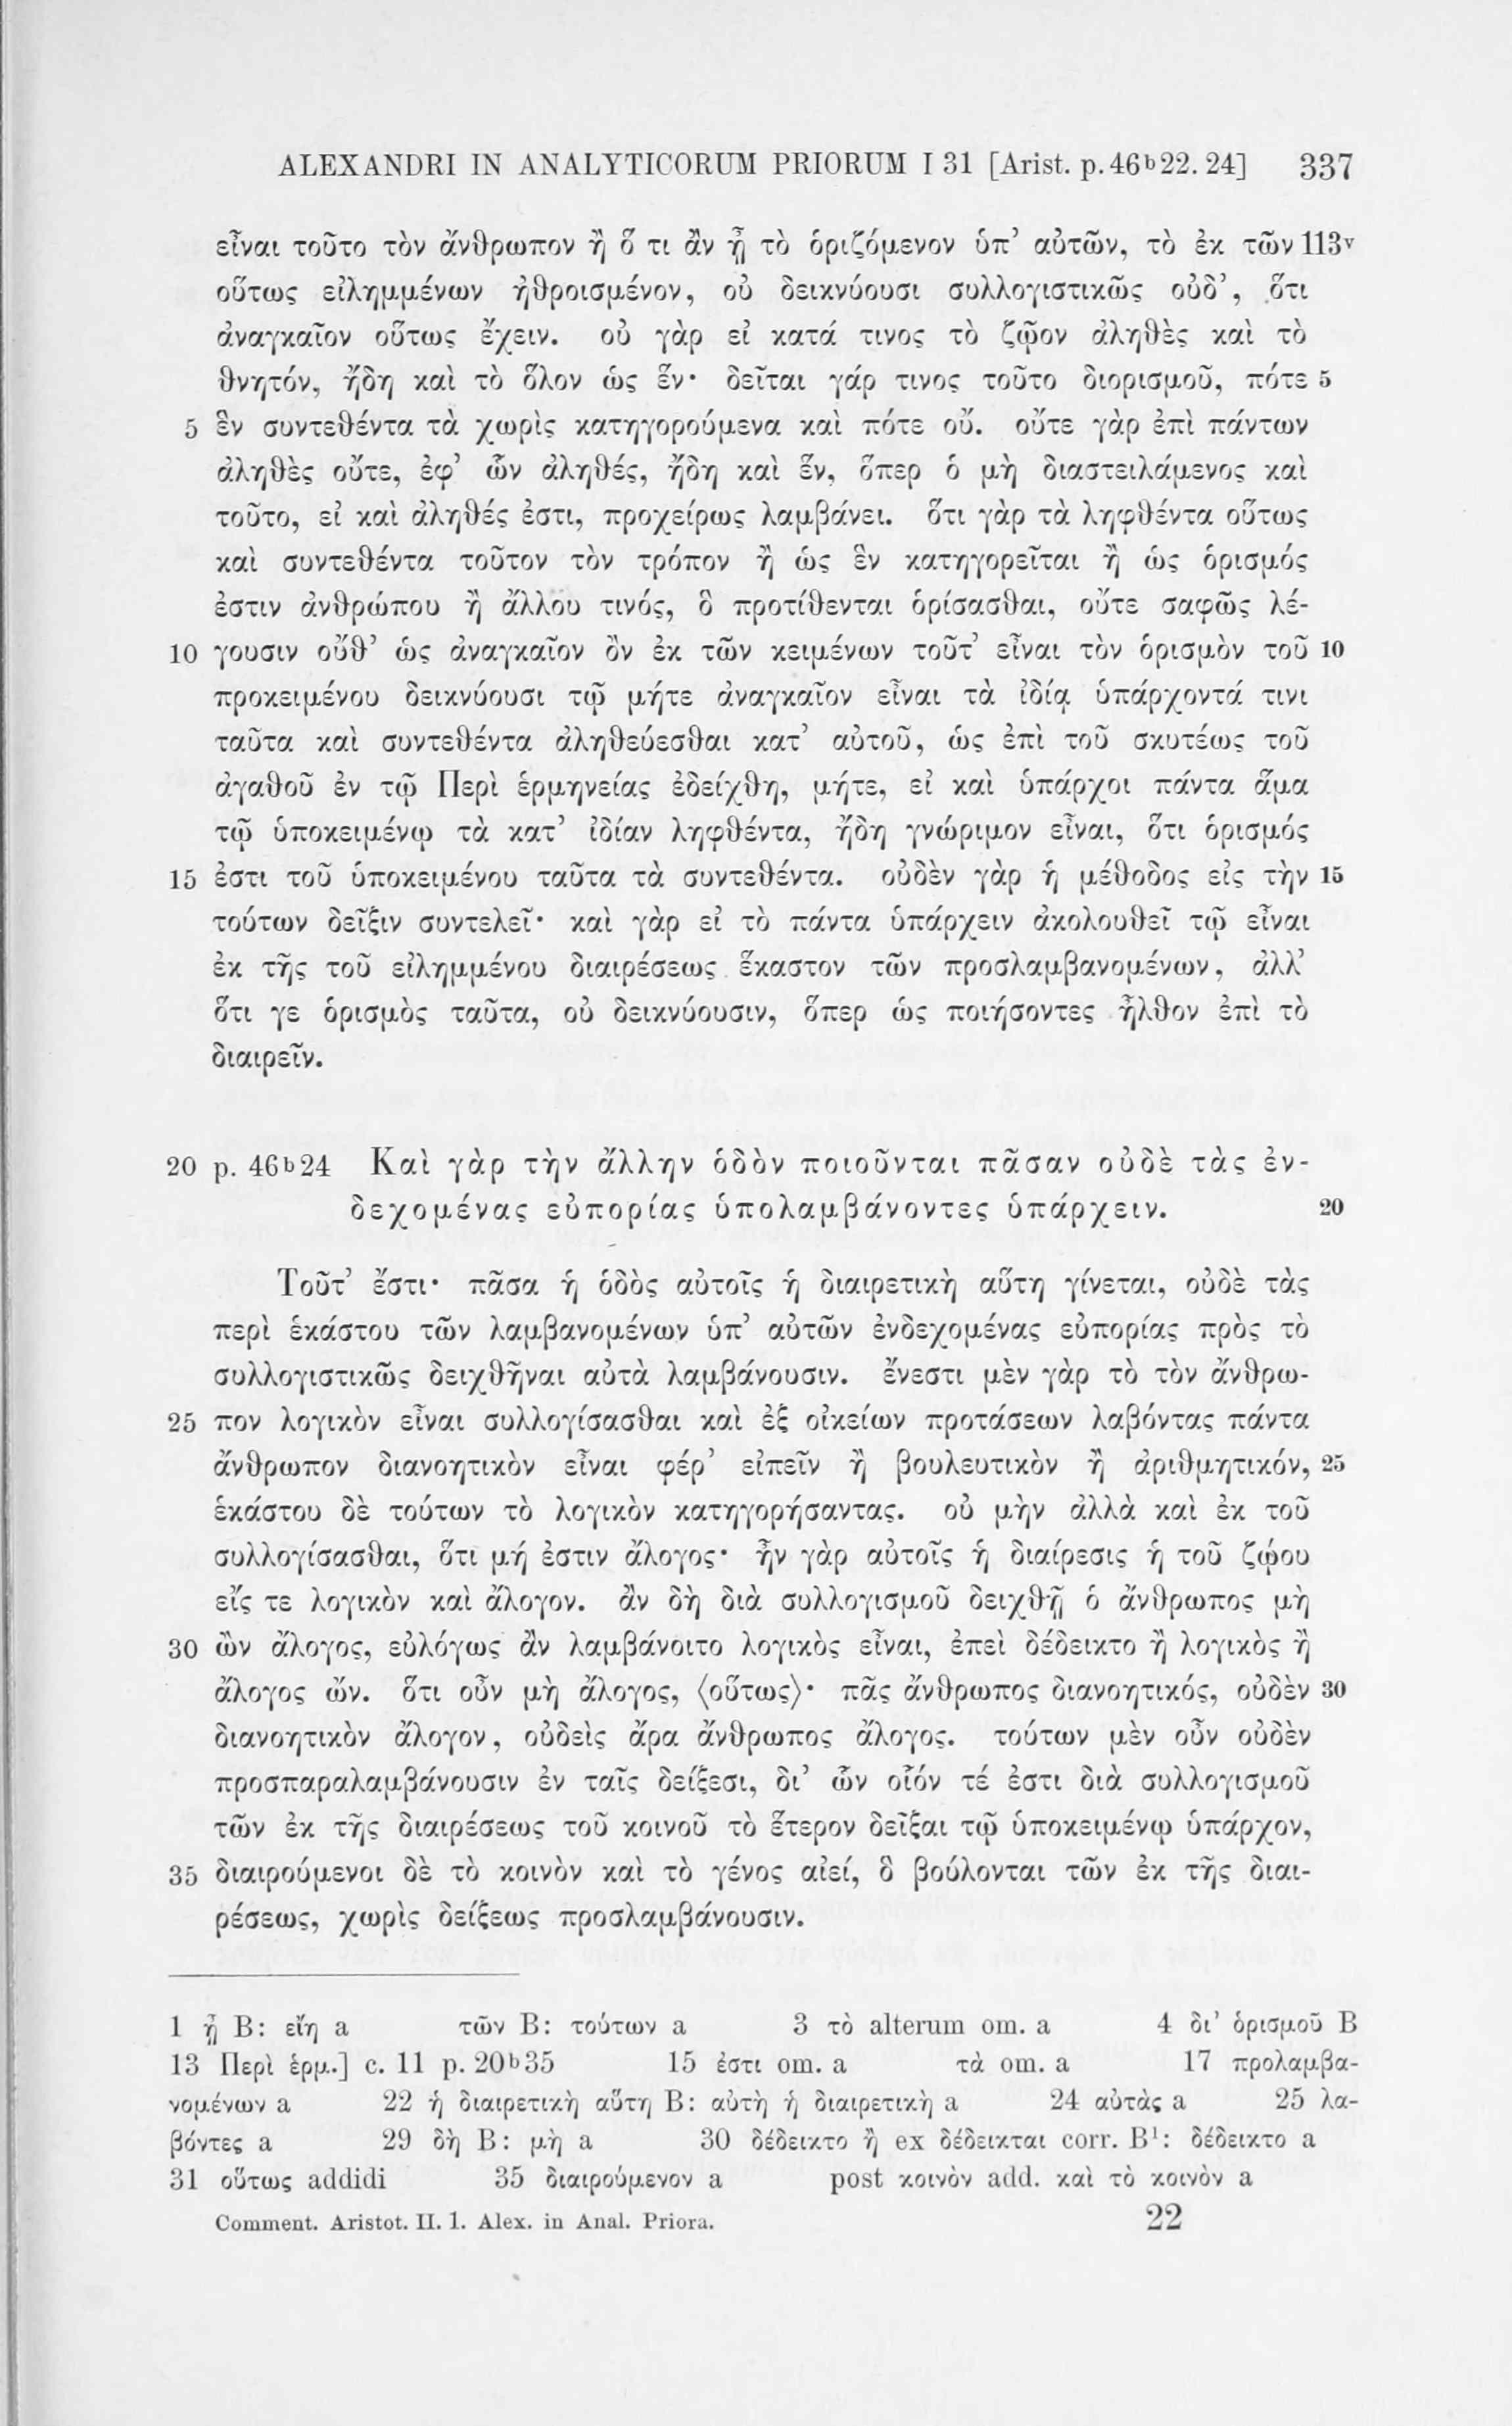 ALEXANDRI IN ANALYTICORUM PRIORUM I 31 [Arist. p. 46ᵇ22. 24] 337
εἶναι τοῦτο τὸν ἄνθρωπον ἢ ὅ τι ἂν ᾖ τὸ ὁριζόμενον ὑπ’ αὐτῶν, τὸ ἐκ τῶν 113ᵛ
οὕτως εἰλημμένων ἠθροισμένον, οὐ δεικνύουσι συλλογιστικῶς οὐδ’, ὅτι
ἀναγκαῖον οὕτως ἔχειν. οὐ γὰρ εἰ κατά τινος τὸ ζῷον ἀληθὲς καὶ τὸ
θνητόν, ἤδη καὶ τὸ ὅλον ὡς ἕν· δεῖται γάρ τινος τοῦτο διορισμοῦ, πότε 5
5 ἓν συντεθέντα τὰ χωρὶς κατηγορούμενα καὶ πότε οὔ. οὔτε γὰρ ἐπὶ πάντων
ἀληθὲς οὔτε, ἐφ’ ὧν ἀληθές, ἤδη καὶ ἕν, ὅπερ ὁ μὴ διαστειλάμενος καὶ
τοῦτο, εἰ καὶ ἀληθές ἐστι, προχείρως λαμβάνει. ὅτι γὰρ τὰ ληφθέντα οὕτως
καὶ συντεθέντα τοῦτον τὸν τρόπον ἢ ὡς ἓν κατηγορεῖται ἢ ὡς ὁρισμός
ἐστιν ἀνθρώπου ἢ ἄλλου τινός, ὃ προτίθενται ὁρίσασθαι, οὔτε σαφῶς λέ-
10 γουσιν οὔθ’ ὡς ἀναγκαῖον ὂν ἐκ τῶν κειμένων τοῦτ’ εἶναι τὸν ὁρισμὸν τοῦ 10
προκειμένου δεικνύουσι τῷ μήτε ἀναγκαῖον εἶναι τὰ ἰδίᾳ ὑπάρχοντά τινι
ταῦτα καὶ συντεθέντα ἀληθεύεσθαι κατ’ αὐτοῦ, ὡς ἐπὶ τοῦ σκυτέως τοῦ
ἀγαθοῦ ἐν τῷ Περὶ ἑρμηνείας ἐδείχθη, μήτε, εἰ καὶ ὑπάρχοι πάντα ἅμα
τῷ ὑποκειμένῳ τὰ κατ’ ἰδίαν ληφθέντα, ἤδη γνώριμον εἶναι, ὅτι ὁρισμός
15 ἐστι τοῦ ὑποκειμένου ταῦτα τὰ συντεθέντα. οὐδὲν γὰρ ἡ μέθοδος εἰς τὴν 15
τούτων δεῖξιν συντελεῖ· καὶ γὰρ εἰ τὸ πάντα ὑπάρχειν ἀκολουθεῖ τῷ εἶναι
ἐκ τῆς τοῦ εἰλημμένου διαιρέσεως ἕκαστον τῶν προσλαμβανομένων, ἀλλ’
ὅτι γε ὁρισμὸς ταῦτα, οὐ δεικνύουσιν, ὅπερ ὡς ποιήσοντες ἦλθον ἐπὶ τὸ
διαιρεῖν.
20 p. 46ᵇ24 Καὶ γὰρ τὴν ἄλλην ὁδὸν ποιοῦνται πᾶσαν οὐδὲ τὰς ἐν-
δεχομένας εὐπορίας ὑπολαμβάνοντες ὑπάρχειν. 20
Τοῦτ’ ἔστι· πᾶσα ἡ ὁδὸς αὐτοῖς ἡ διαιρετικὴ αὕτη γίνεται, οὐδὲ τὰς
περὶ ἑκάστου τῶν λαμβανομένων ὑπ’ αὐτῶν ἐνδεχομένας εὐπορίας πρὸς τὸ
συλλογιστικῶς δειχθῆναι αὐτὰ λαμβάνουσιν. ἔνεστι μὲν γὰρ τὸ τὸν ἄνθρω-
25 πον λογικὸν εἶναι συλλογίσασθαι καὶ ἐξ οἰκείων προτάσεων λαβόντας πάντα
ἄνθρωπον διανοητικὸν εἶναι φέρ’ εἰπεῖν ἢ βουλευτικὸν ἢ ἀριθμητικόν, 25
ἑκάστου δὲ τούτων τὸ λογικὸν κατηγορήσαντας. οὐ μὴν ἀλλὰ καὶ ἐκ τοῦ
συλλογίσασθαι, ὅτι μή ἐστιν ἄλογος· ἦν γὰρ αὐτοῖς ἡ διαίρεσις ἡ τοῦ ζῴου
εἴς τε λογικὸν καὶ ἄλογον. ἂν δὴ διὰ συλλογισμοῦ δειχθῇ ὁ ἄνθρωπος μὴ
30 ὢν ἄλογος, εὐλόγως ἂν λαμβάνοιτο λογικὸς εἶναι, ἐπεὶ δέδεικτο ἢ λογικὸς ἢ
ἄλογος ὤν. ὅτι οὖν μὴ ἄλογος, ⟨οὕτως⟩· πᾶς ἄνθρωπος διανοητικός, οὐδὲν 30
διανοητικὸν ἄλογον, οὐδεὶς ἄρα ἄνθρωπος ἄλογος. τούτων μὲν οὖν οὐδὲν
προσπαραλαμβάνουσιν ἐν ταῖς δείξεσι, δι’ ὧν οἷόν τέ ἐστι διὰ συλλογισμοῦ
τῶν ἐκ τῆς διαιρέσεως τοῦ κοινοῦ τὸ ἕτερον δεῖξαι τῷ ὑποκειμένῳ ὑπάρχον,
35 διαιρούμενοι δὲ τὸ κοινὸν καὶ τὸ γένος αἰεί, ὃ βούλονται τῶν ἐκ τῆς διαι-
ρέσεως, χωρὶς δείξεως προσλαμβάνουσιν.
1 ᾖ B: εἴη a τῶν B: τούτων a 3 τὸ alterum om. a 4 δι’ ὁρισμοῦ B
13 Περὶ ἑρμ.] c. 11 p. 20ᵇ35 15 ἐστι om. a τὰ om. a 17 προλαμβα-
νομένων a 22 ἡ διαιρετικὴ αὕτη B: αὐτὴ ἡ διαιρετικὴ a 24 αὐτὰς a 25 λα-
βόντες a 29 δὴ B: μὴ a 30 δέδεικτο ἢ ex δέδεικται corr. B¹: δέδεικτο a
31 οὕτως addidi 35 διαιρούμενον a post κοινὸν add. καὶ τὸ κοινὸν a
Comment. Aristot. II. 1. Alex. in Anal. Priora. 22